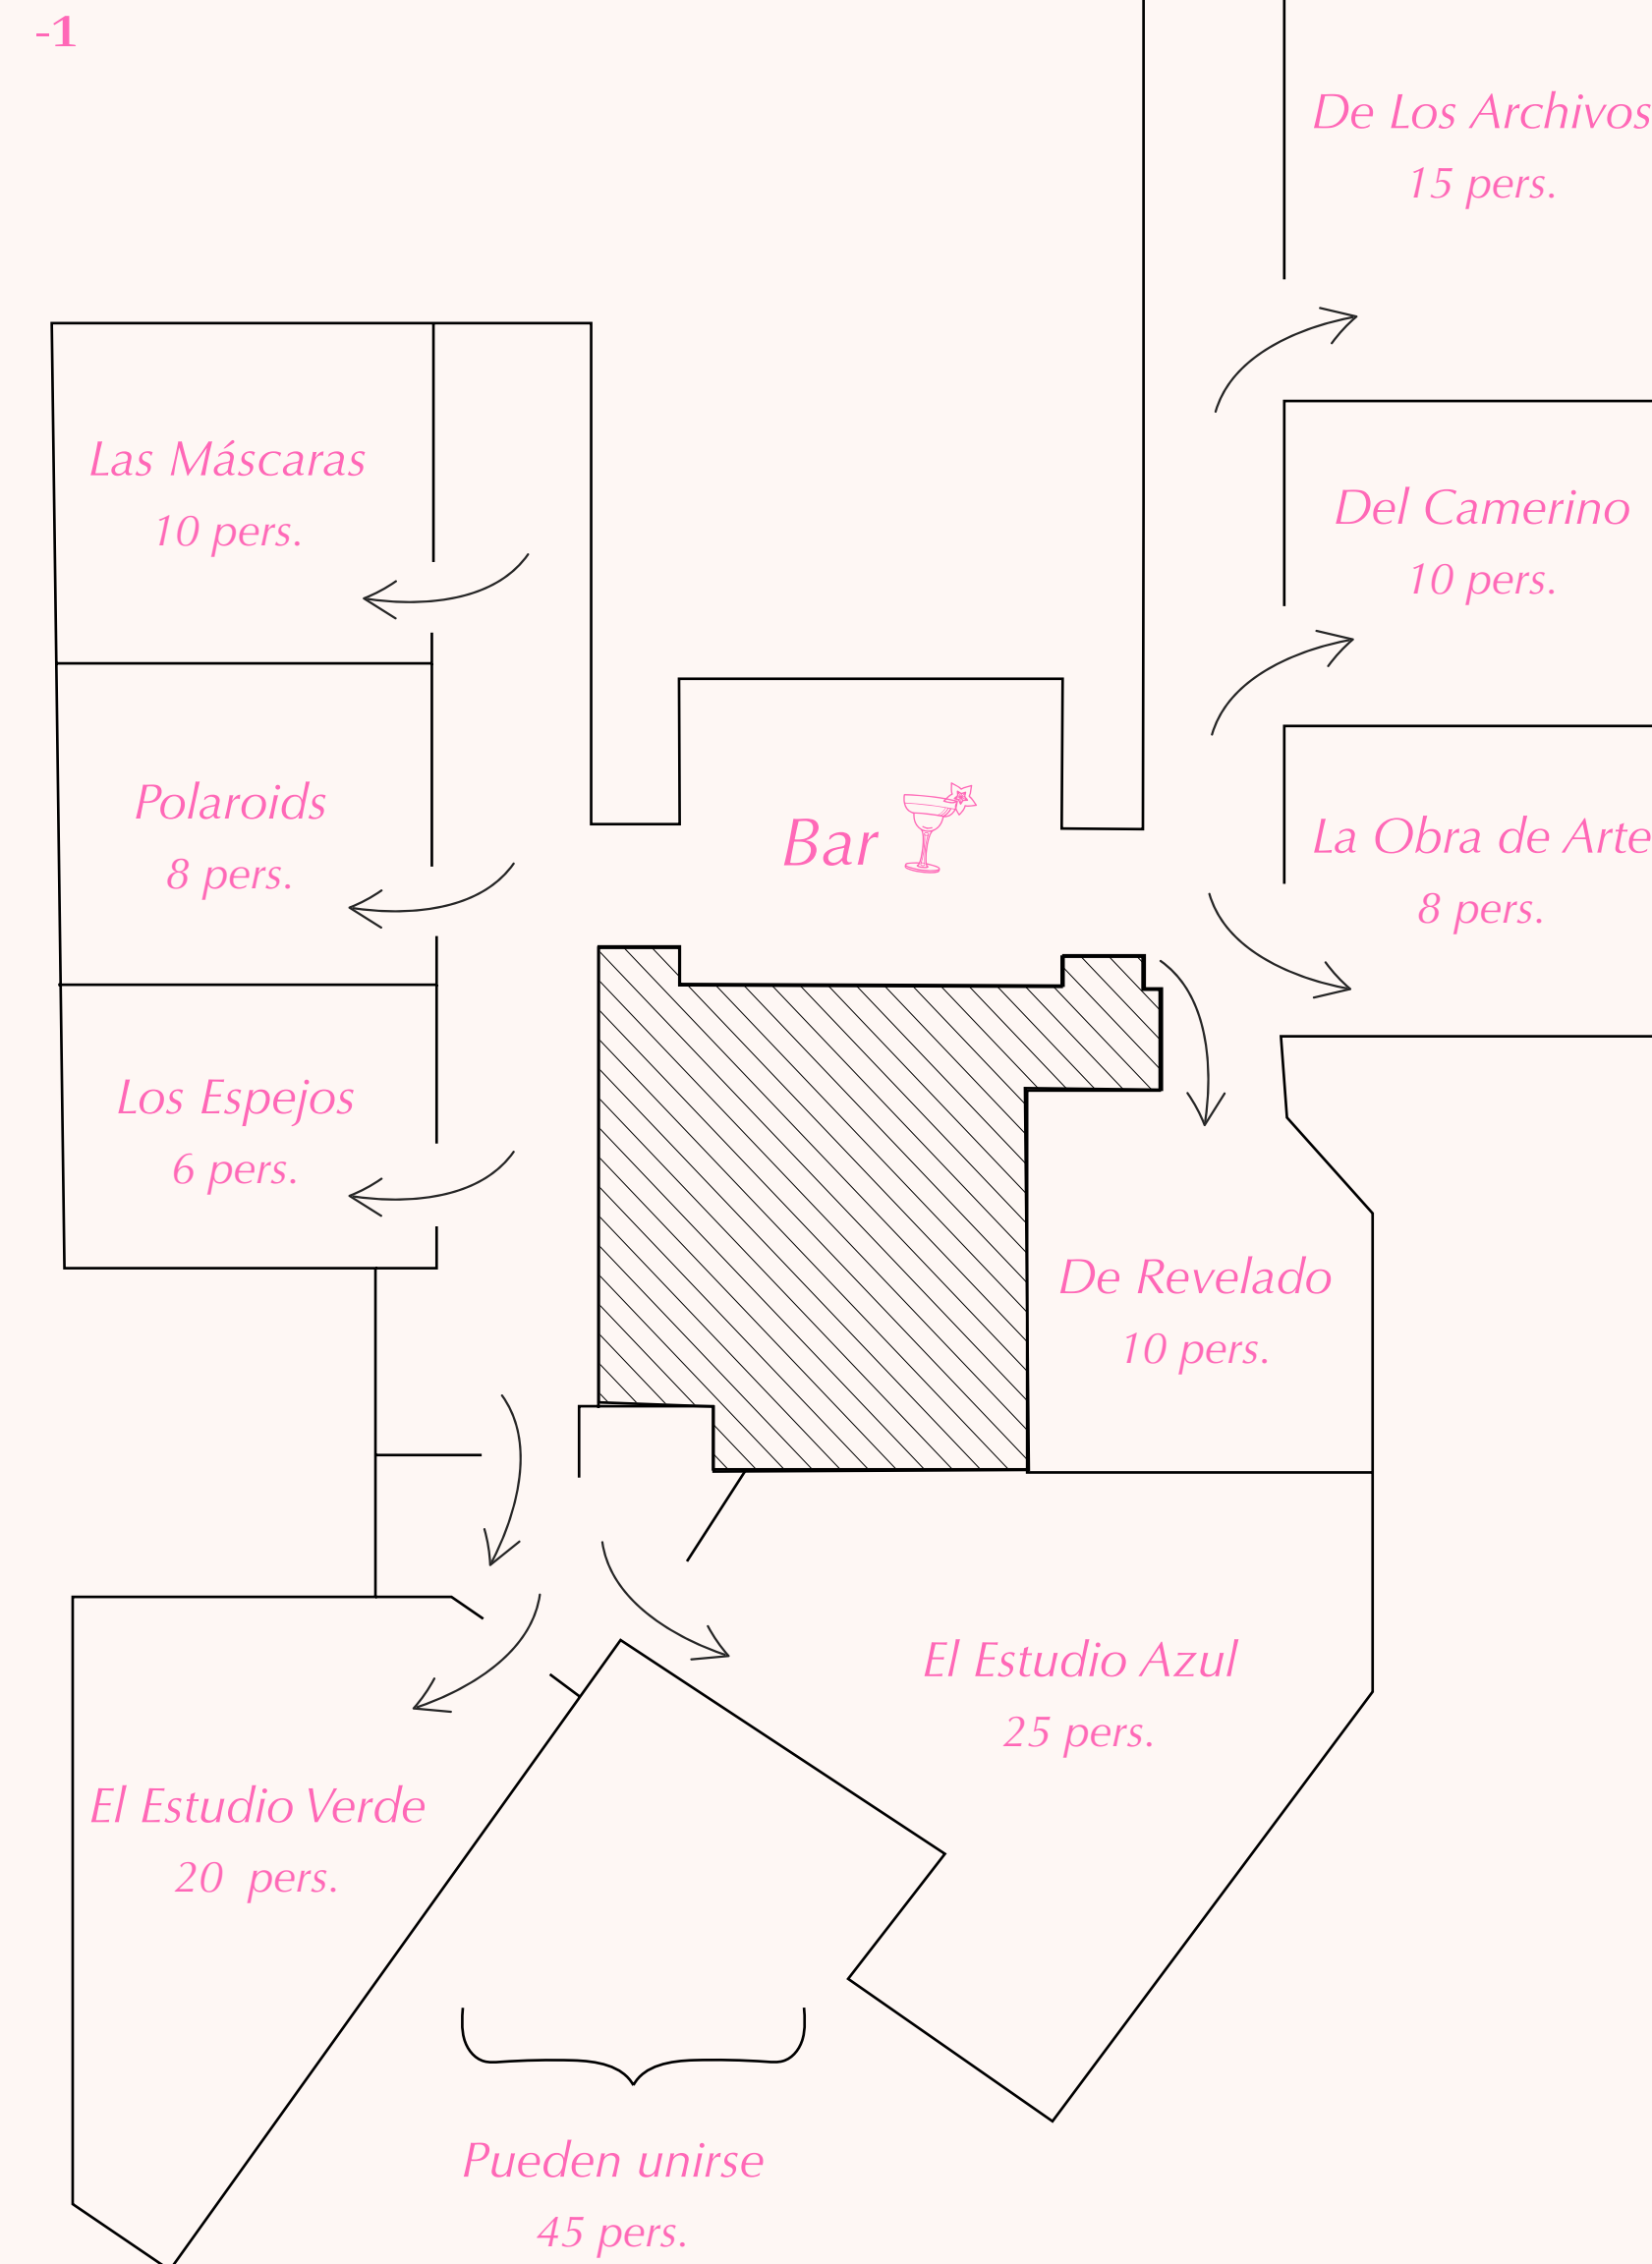 -1
De Los Archivos
15 pers.
Las Máscaras
10 pers.
Del Camerino
10 pers.
Polaroids
8 pers.
Bar
La Obra de Arte
8 pers.
Los Espejos
6 pers.
De Revelado
10 pers.
El Estudio Azul
25 pers.
El Estudio Verde
20 pers.
Pueden unirse
45 pers.